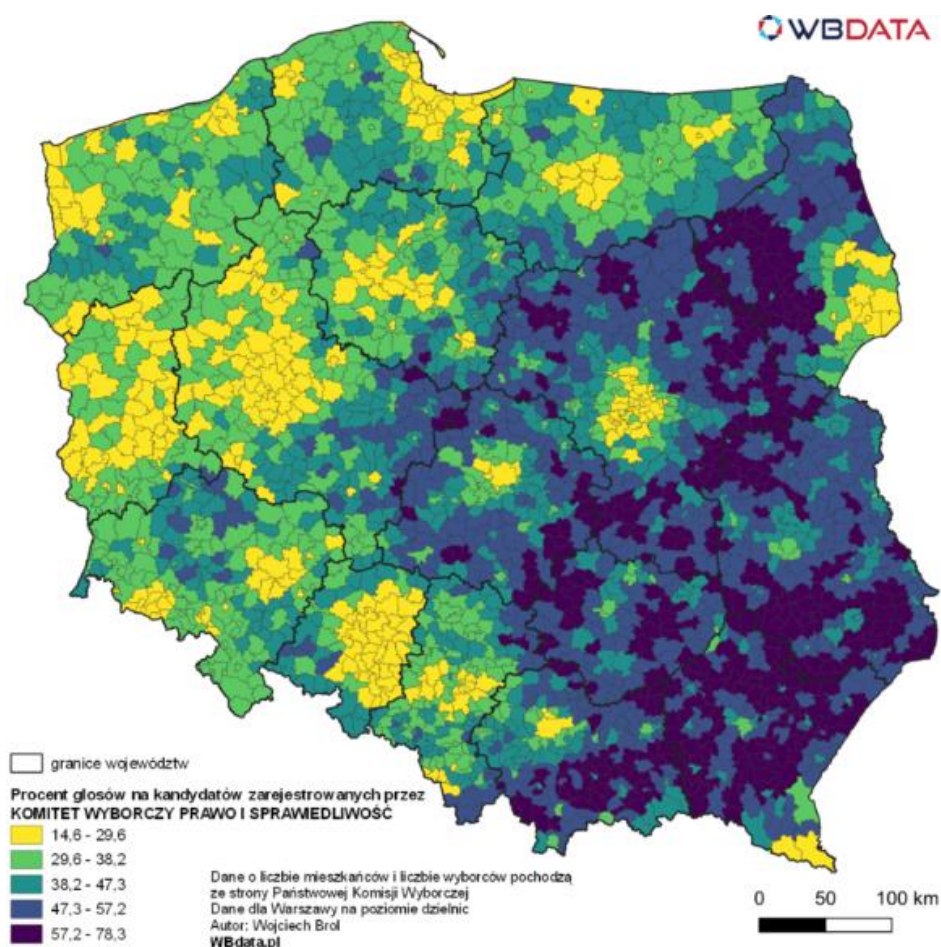 WBDATA
granice województw
Procent głosów na kandydatów zarejestrowanych przez
KOMITET WYBORCZY PRAWO I SPRAWIEDLIWOŚĆ
14,6 - 29,6
29,6 - 38,2
38,2 - 47,3
47,3 - 57,2
57,2 - 78,3
Dane o liczbie mieszkańców i liczbie wyborców pochodzą
ze strony Państwowej Komisji Wyborczej
Dane dla Warszawy na poziomie dzielnic
Autor: Wojciech Brol
WBdata.pl
0 50 100 km